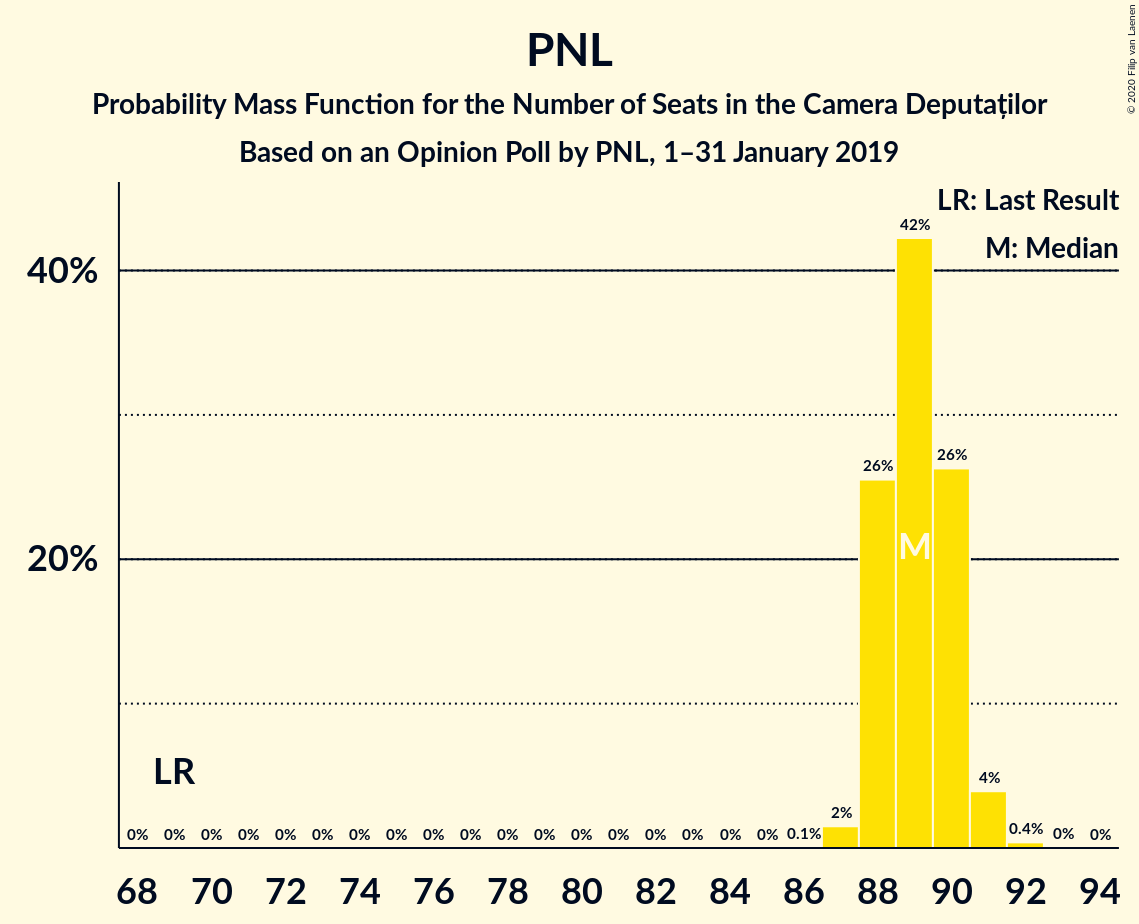 PNL
Probability Mass Function for the Number of Seats in the Camera Deputaților
Based on an Opinion Poll by PNL, 1–31 January 2019
© 2020 Filip van Laenen
LR: Last Result
M: Median
40%
20%
42%
26%
26%
M
LR
0% 0% 0% 0% 0% 0% 0% 0% 0% 0% 0% 0% 0% 0% 0% 0% 0% 0% 0.1% 2% 4% 0.4% 0% 0%
68 70 72 74 76 78 80 82 84 86 88 90 92 94